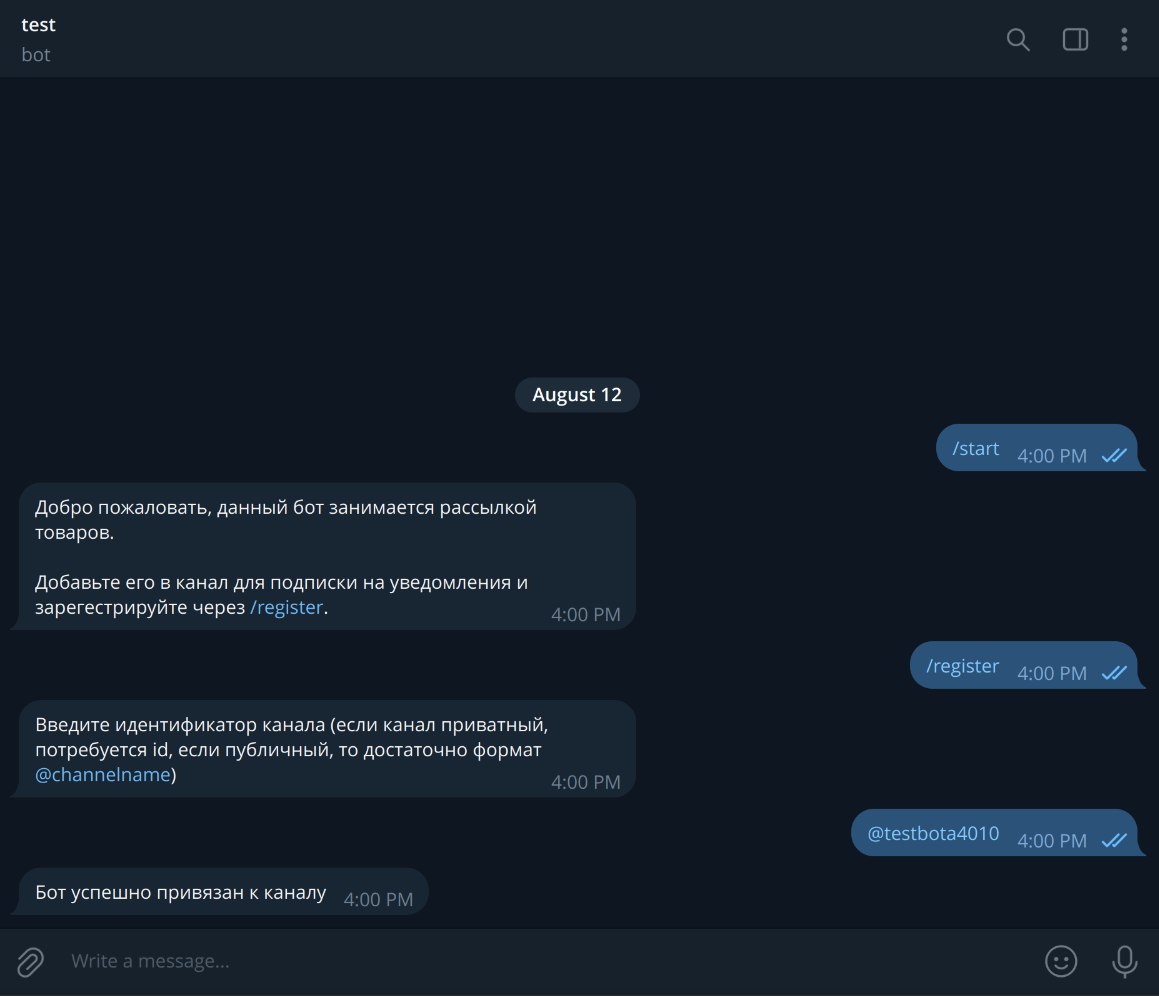 test
bot
August 12
/start 4:00 PM
Добро пожаловать, данный бот занимается рассылкой
товаров.
Добавьте его в канал для подписки на уведомления и
зарегестрируйте через /register.
4:00 PM
/register 4:00 PM
Введите идентификатор канала (если канал приватный,
потребуется id, если публичный, то достаточно формат
@channelname)
4:00 PM
@testbota4010 4:00 PM
Бот успешно привязан к каналу 4:00 PM
Write a message...